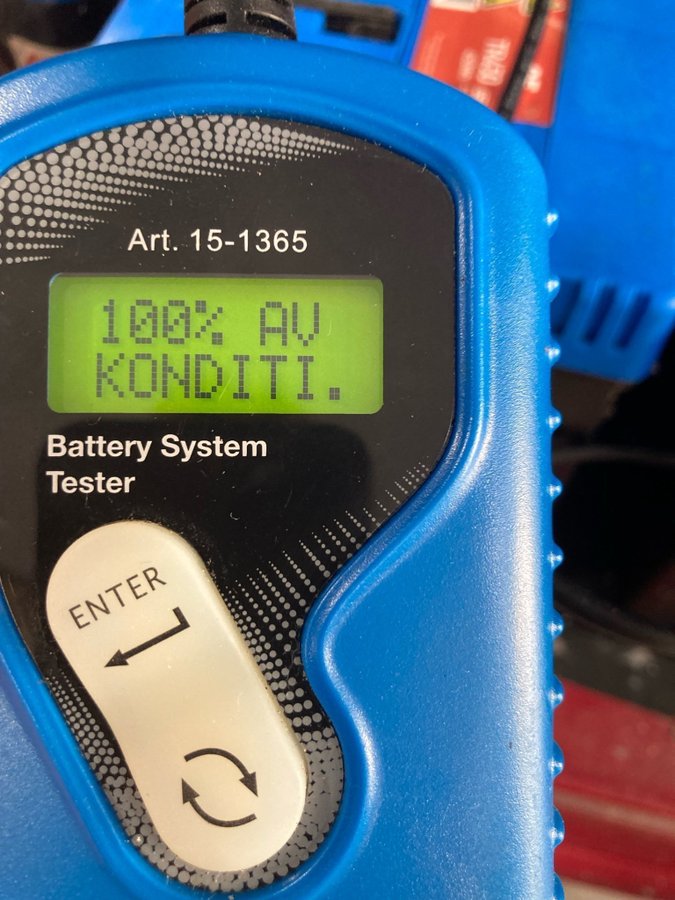 Art. 15-1365
100% AV
KONDITI.
Battery System
Tester
ENTER